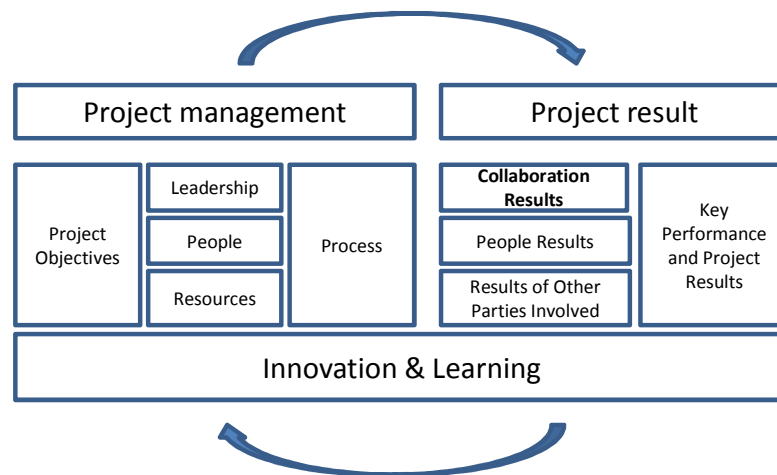 Project management
Project result
Project
Objectives
Leadership
People
Resources
Process
Collaboration
Results
People Results
Results of Other
Parties Involved
Key
Performance
and Project
Results
Innovation & Learning